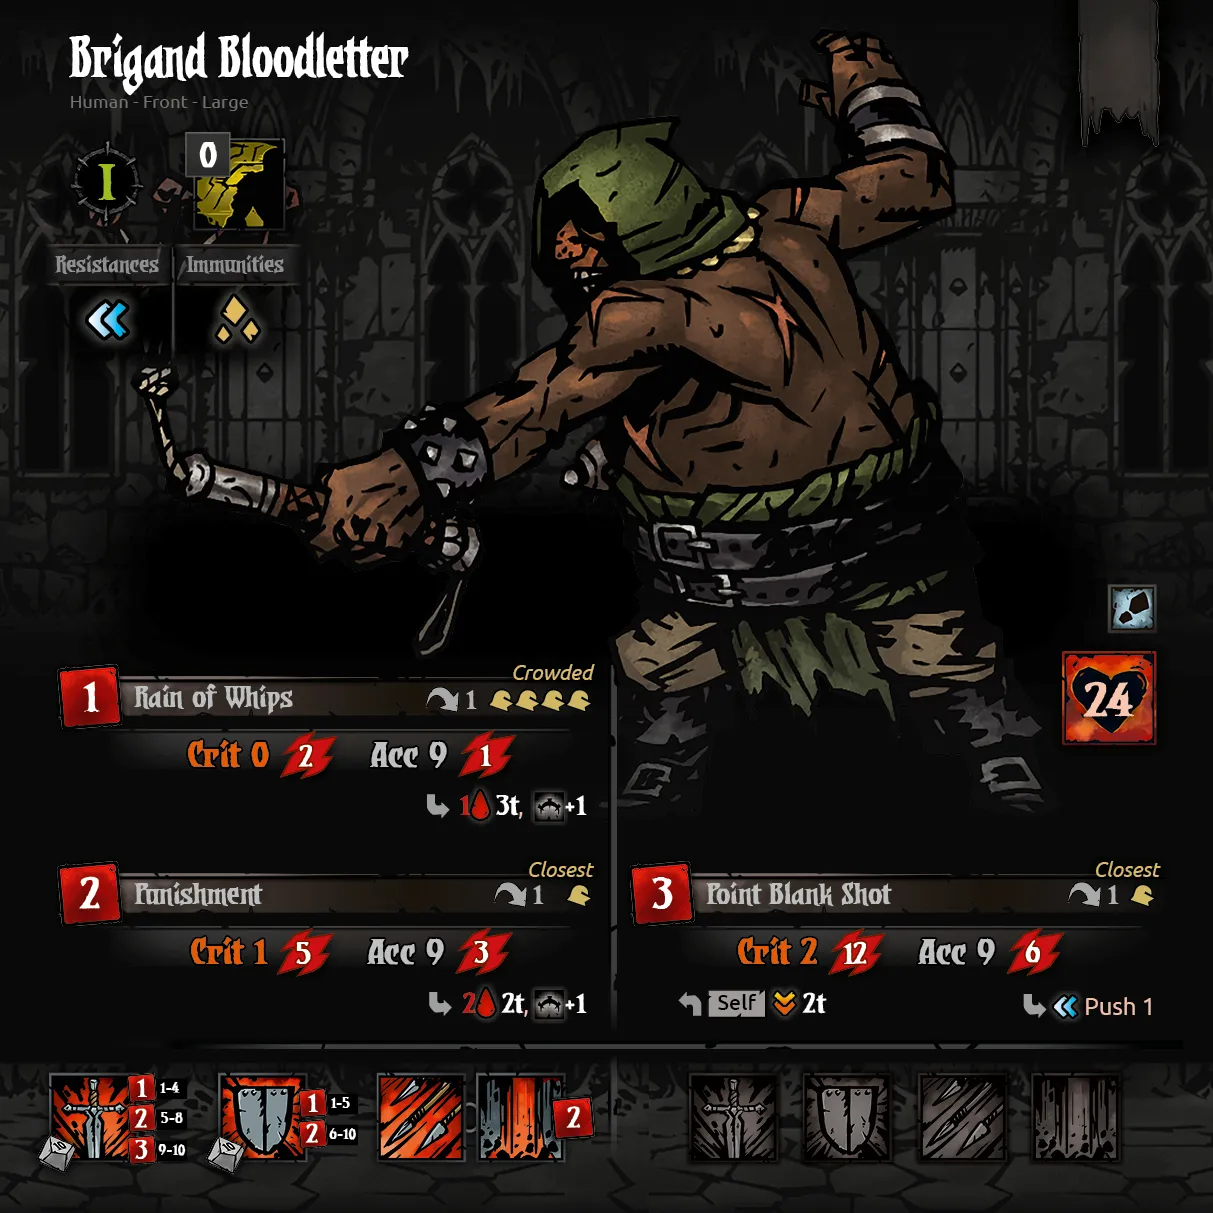 Brigand Bloodletter
Human - Front - Large
I
0
Resistances
Immunities
Crowded
1 Rain of Whips 1
Crit 0 2 Acc 9 1
1 3t, +1
24
Closest
2 Punishment 1
Crit 1 5 Acc 9 3
2 2t, +1
Closest
3 Point Blank Shot 1
Crit 2 12 Acc 9 6
Self 2t
Push 1
1 1-4
2 5-8
3 9-10
10
1 1-5
2 6-10
10
2